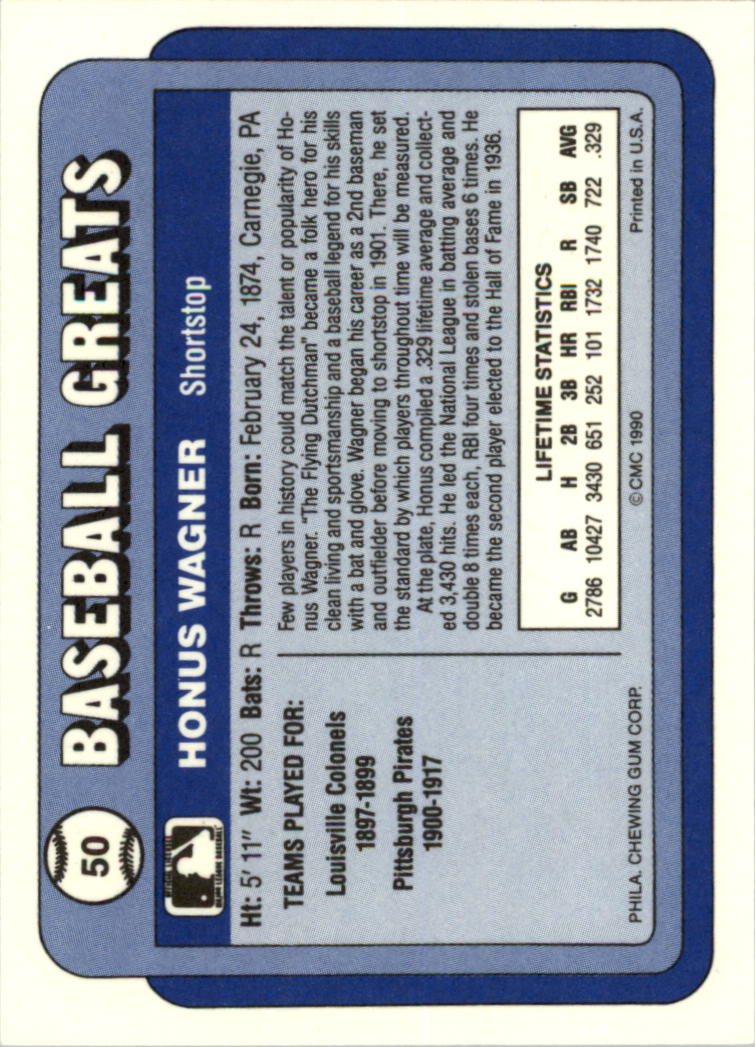 50
BASEBALL GREATS
HONUS WAGNER Shortstop
Ht: 5' 11" Wt: 200 Bats: R Throws: R Born: February 24, 1874, Carnegie, PA
TEAMS PLAYED FOR:
Louisville Colonels
1897-1899
Pittsburgh Pirates
1900-1917
Few players in history could match the talent or popularity of Ho-
nus Wagner. "The Flying Dutchman" became a folk hero for his
clean living and sportsmanship and a baseball legend for his skills
with a bat and glove. Wagner began his career as a 2nd baseman
and outfielder before moving to shortstop in 1901. There, he set
the standard by which players throughout time will be measured.
At the plate, Honus compiled a .329 lifetime average and collect-
ed 3,430 hits. He led the National League in batting average and
double 8 times each, RBI four times and stolen bases 6 times. He
became the second player elected to the Hall of Fame in 1936.
LIFETIME STATISTICS
G AB H 2B 3B HR RBI R SB AVG
2786 10427 3430 651 252 101 1732 1740 722 .329
PHILA. CHEWING GUM CORP. © CMC 1990 Printed in U.S.A.